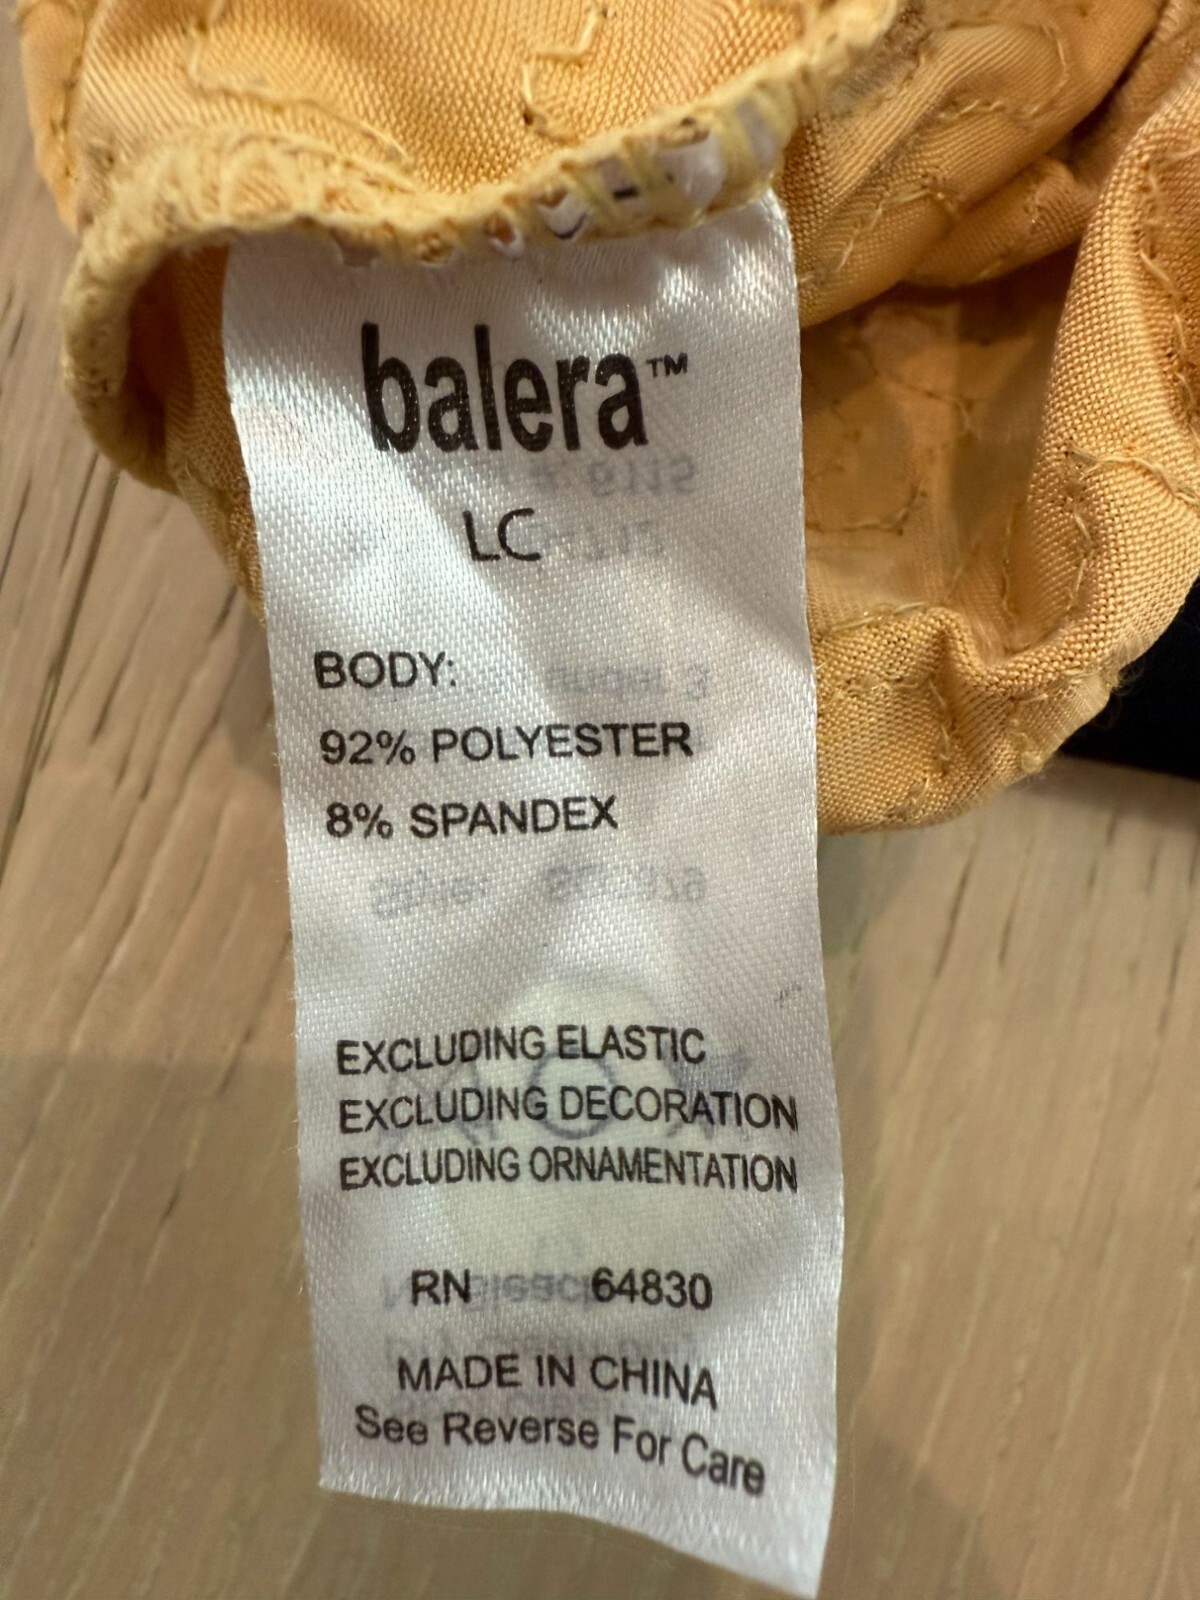 balera™
LC
BODY:
92% POLYESTER
8% SPANDEX
EXCLUDING ELASTIC
EXCLUDING DECORATION
EXCLUDING ORNAMENTATION
RN 64830
MADE IN CHINA
See Reverse For Care